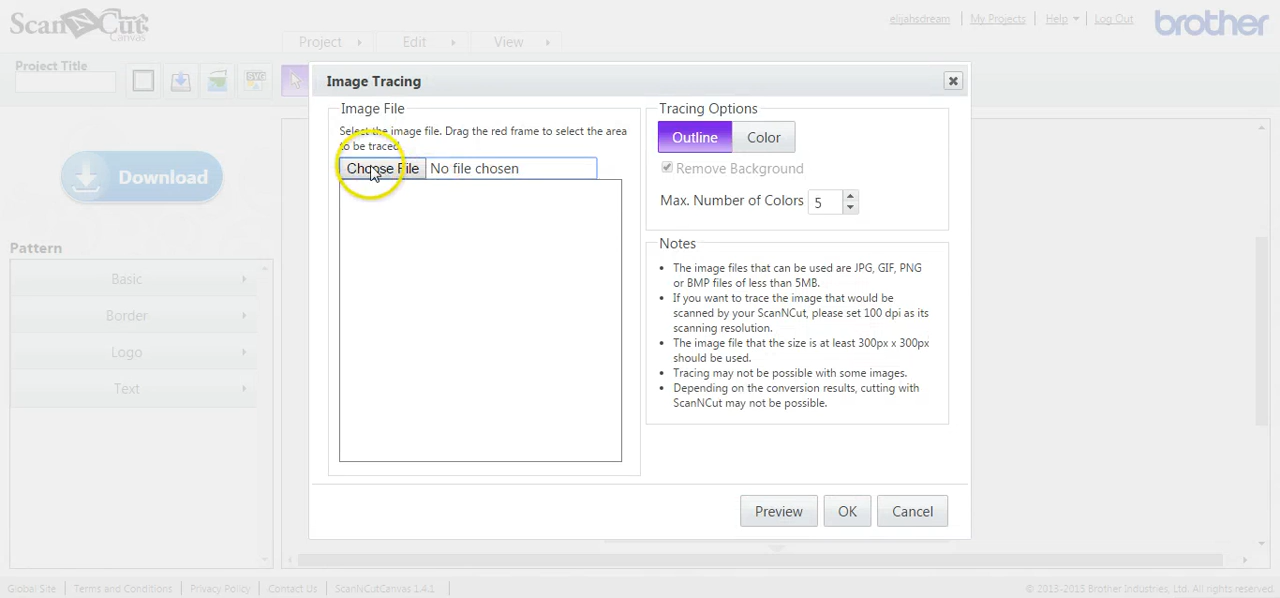 ScanNCut
Canvas
Project
Edit
View
elijahsdream
My Projects
Help
Log Out
brother
Project Title
SVG
Download
Pattern
Basic
Border
Logo
Text
Image Tracing
Image File
Select the image file. Drag the red frame to select the area
to be traced.
Choose File No file chosen
Tracing Options
Outline
Color
Remove Background
Max. Number of Colors 5
Notes
• The image files that can be used are JPG, GIF, PNG
or BMP files of less than 5MB.
• If you want to trace the image that would be
scanned by your ScanNCut, please set 100 dpi as its
scanning resolution.
• The image file that the size is at least 300px x 300px
should be used.
• Tracing may not be possible with some images.
• Depending on the conversion results, cutting with
ScanNCut may not be possible.
Preview
OK
Cancel
Global Site
Terms and Conditions
Privacy Policy
Contact Us
ScanNCutCanvas 1.4.1
© 2013-2015 Brother Industries, Ltd. All rights reserved.